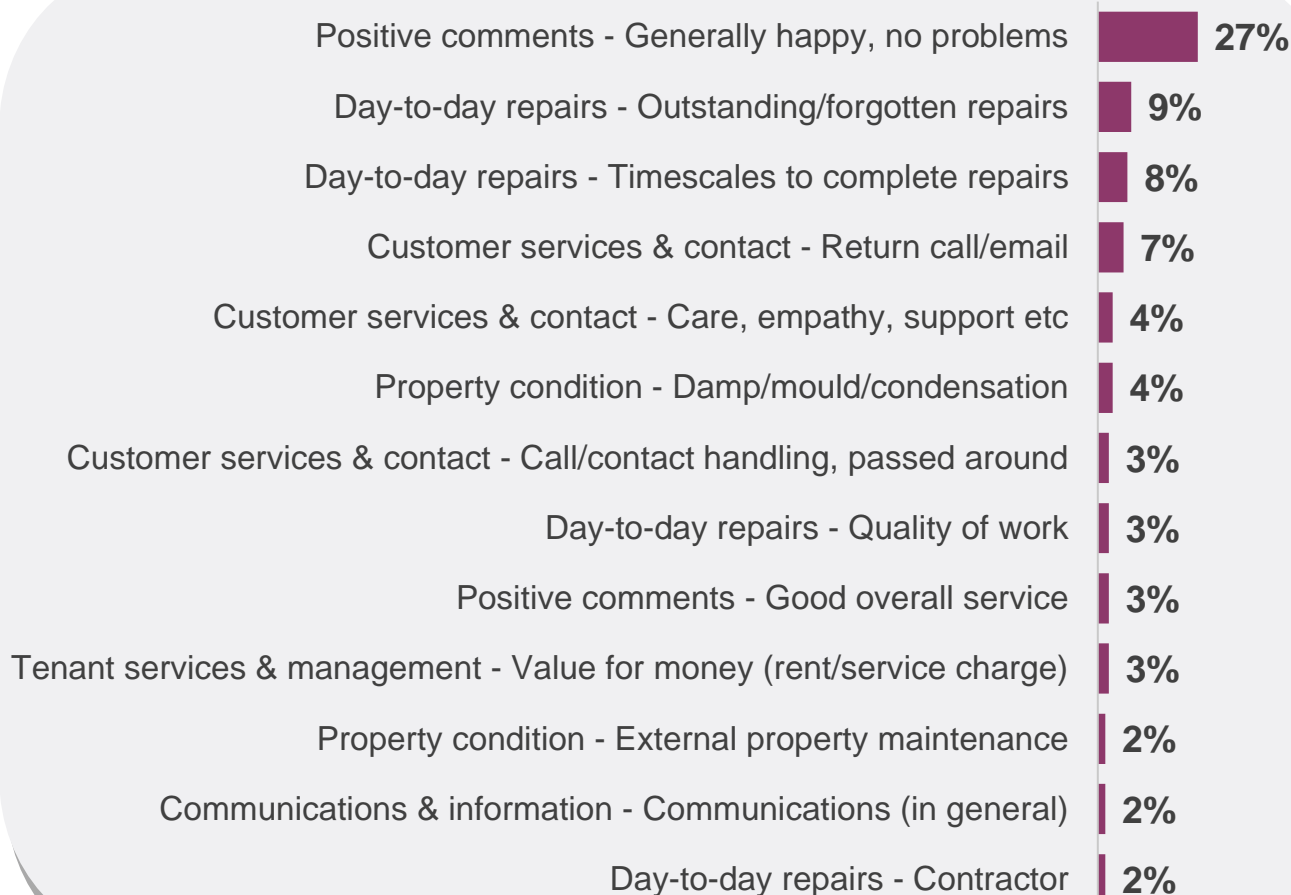 Positive comments - Generally happy, no problems 27%
Day-to-day repairs - Outstanding/forgotten repairs 9%
Day-to-day repairs - Timescales to complete repairs 8%
Customer services & contact - Return call/email 7%
Customer services & contact - Care, empathy, support etc 4%
Property condition - Damp/mould/condensation 4%
Customer services & contact - Call/contact handling, passed around 3%
Day-to-day repairs - Quality of work 3%
Positive comments - Good overall service 3%
Tenant services & management - Value for money (rent/service charge) 3%
Property condition - External property maintenance 2%
Communications & information - Communications (in general) 2%
Day-to-day repairs - Contractor 2%